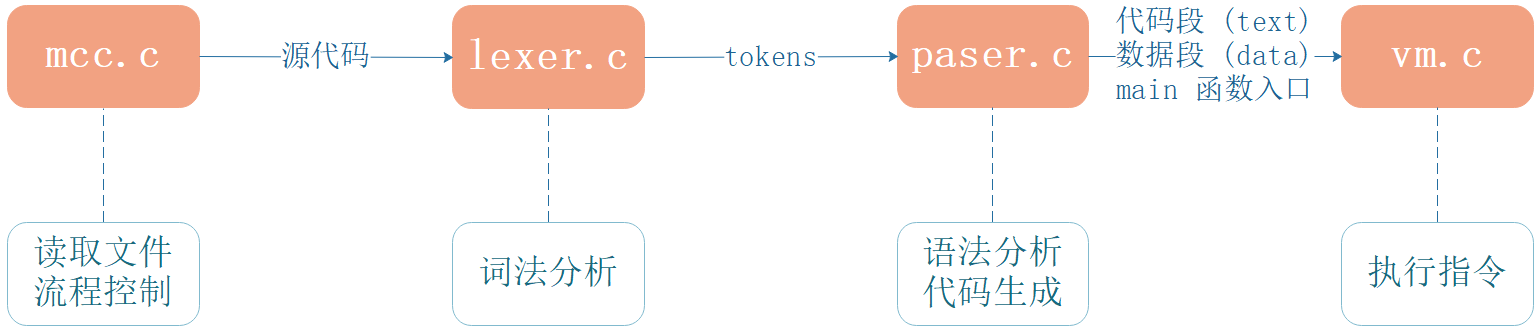 mcc.c
源代码
lexer.c
tokens
paser.c
代码段 (text)
数据段 (data)
main 函数入口
vm.c
读取文件
流程控制
词法分析
语法分析
代码生成
执行指令